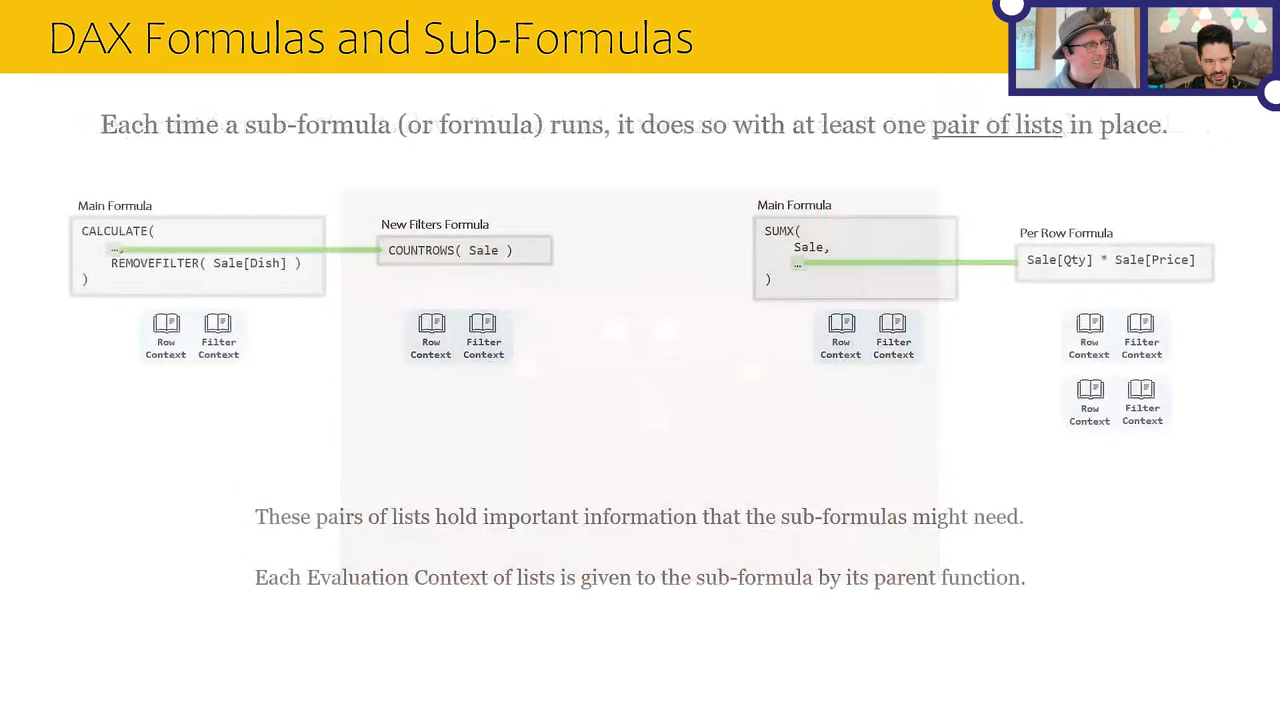 DAX Formulas and Sub-Formulas
Each time a sub-formula (or formula) runs, it does so with at least one pair of lists in place.
Main Formula
CALCULATE(
…,
REMOVEFILTER( Sale[Dish] )
)
Row Context
Filter Context
New Filters Formula
COUNTROWS( Sale )
Row Context
Filter Context
Main Formula
SUMX(
Sale,
…
)
Row Context
Filter Context
Per Row Formula
Sale[Qty] * Sale[Price]
Row Context
Filter Context
Row Context
Filter Context
These pairs of lists hold important information that the sub-formulas might need.
Each Evaluation Context of lists is given to the sub-formula by its parent function.